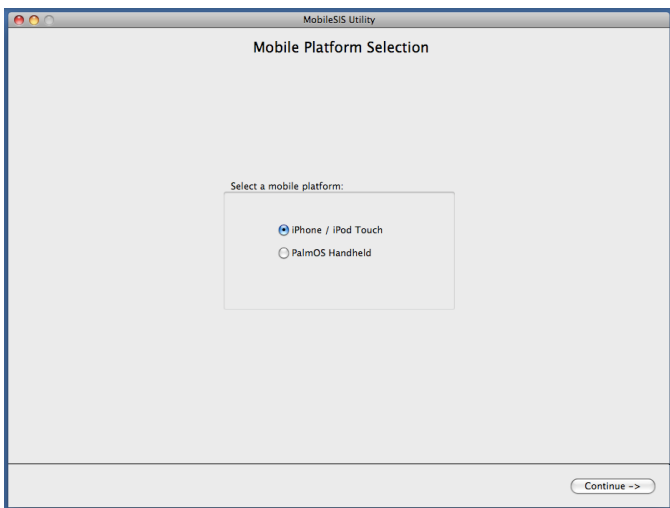 MobileSIS Utility
Mobile Platform Selection
Select a mobile platform:
iPhone / iPod Touch
PalmOS Handheld
Continue ->